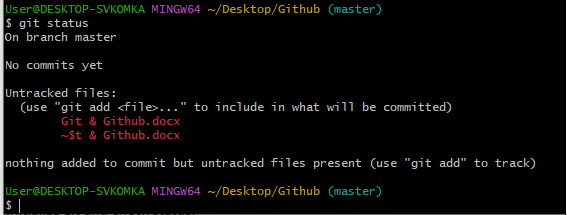 User@DESKTOP-SVKOMKA MINGW64 ~/Desktop/Github (master)
$ git status
On branch master
No commits yet
Untracked files:
(use "git add <file>..." to include in what will be committed)
Git & Github.docx
~$t & Github.docx
nothing added to commit but untracked files present (use "git add" to track)
User@DESKTOP-SVKOMKA MINGW64 ~/Desktop/Github (master)
$